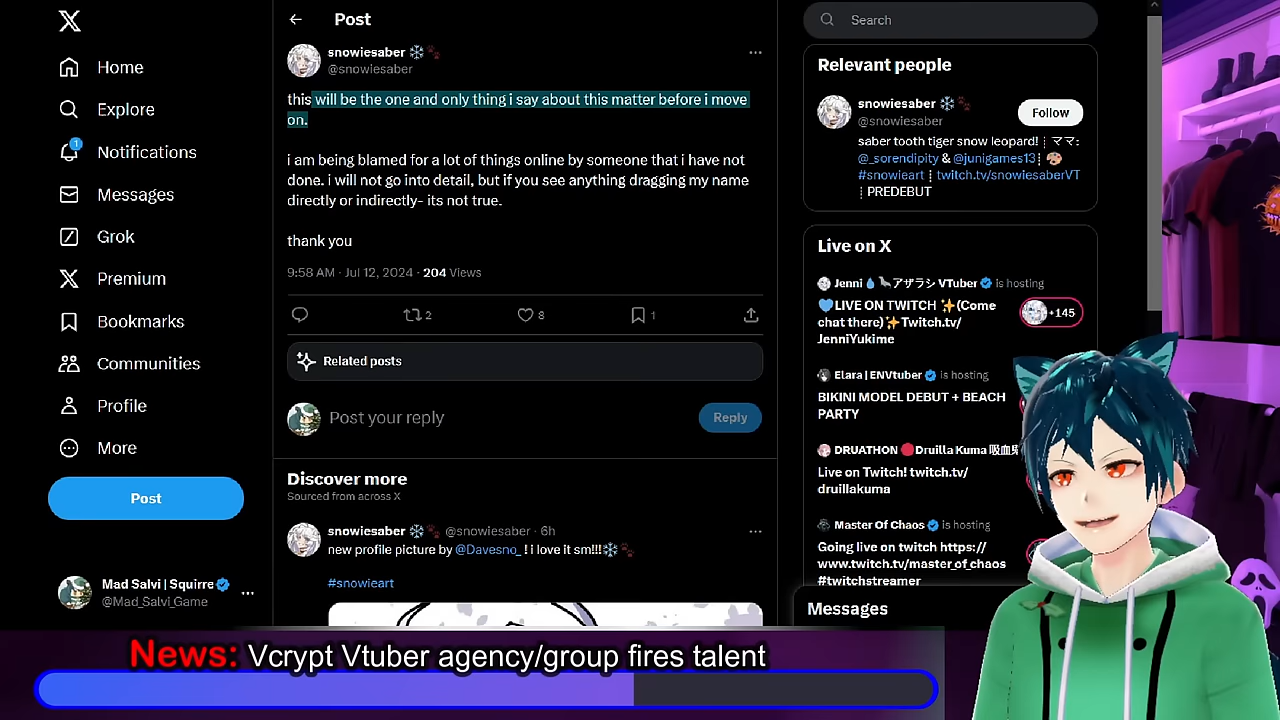 Home
Explore
1
Notifications
Messages
Grok
Premium
Bookmarks
Communities
Profile
More
Post
Mad Salvi | Squirre
@Mad_Salvi_Game
Post
snowiesaber
@snowiesaber
this will be the one and only thing i say about this matter before i move
on.
i am being blamed for a lot of things online by someone that i have not
done. i will not go into detail, but if you see anything dragging my name
directly or indirectly- its not true.
thank you
9:58 AM · Jul 12, 2024 · 204 Views
2
8
1
Related posts
Post your reply
Reply
Discover more
Sourced from across X
snowiesaber @snowiesaber · 6h
new profile picture by @Davesno_ ! i love it sm!!!
#snowieart
Search
Relevant people
snowiesaber
@snowiesaber
Follow
saber tooth tiger snow leopard! ┊ママ:
@_sorendipity & @junigames13┊
#snowieart ┊ twitch.tv/snowiesaberVT
┊ PREDEBUT
Live on X
Jenni アザラシ VTuber is hosting
LIVE ON TWITCH ✨(Come
chat there)✨Twitch.tv/
JenniYukime
+145
Elara | ENVtuber is hosting
BIKINI MODEL DEBUT + BEACH
PARTY
DRUATHON Druilla Kuma 吸血
Live on Twitch! twitch.tv/
druillakuma
Master Of Chaos is hosting
Going live on twitch https://
www.twitch.tv/master_of_chaos
#twitchstreamer
Messages
News: Vcrypt Vtuber agency/group fires talent